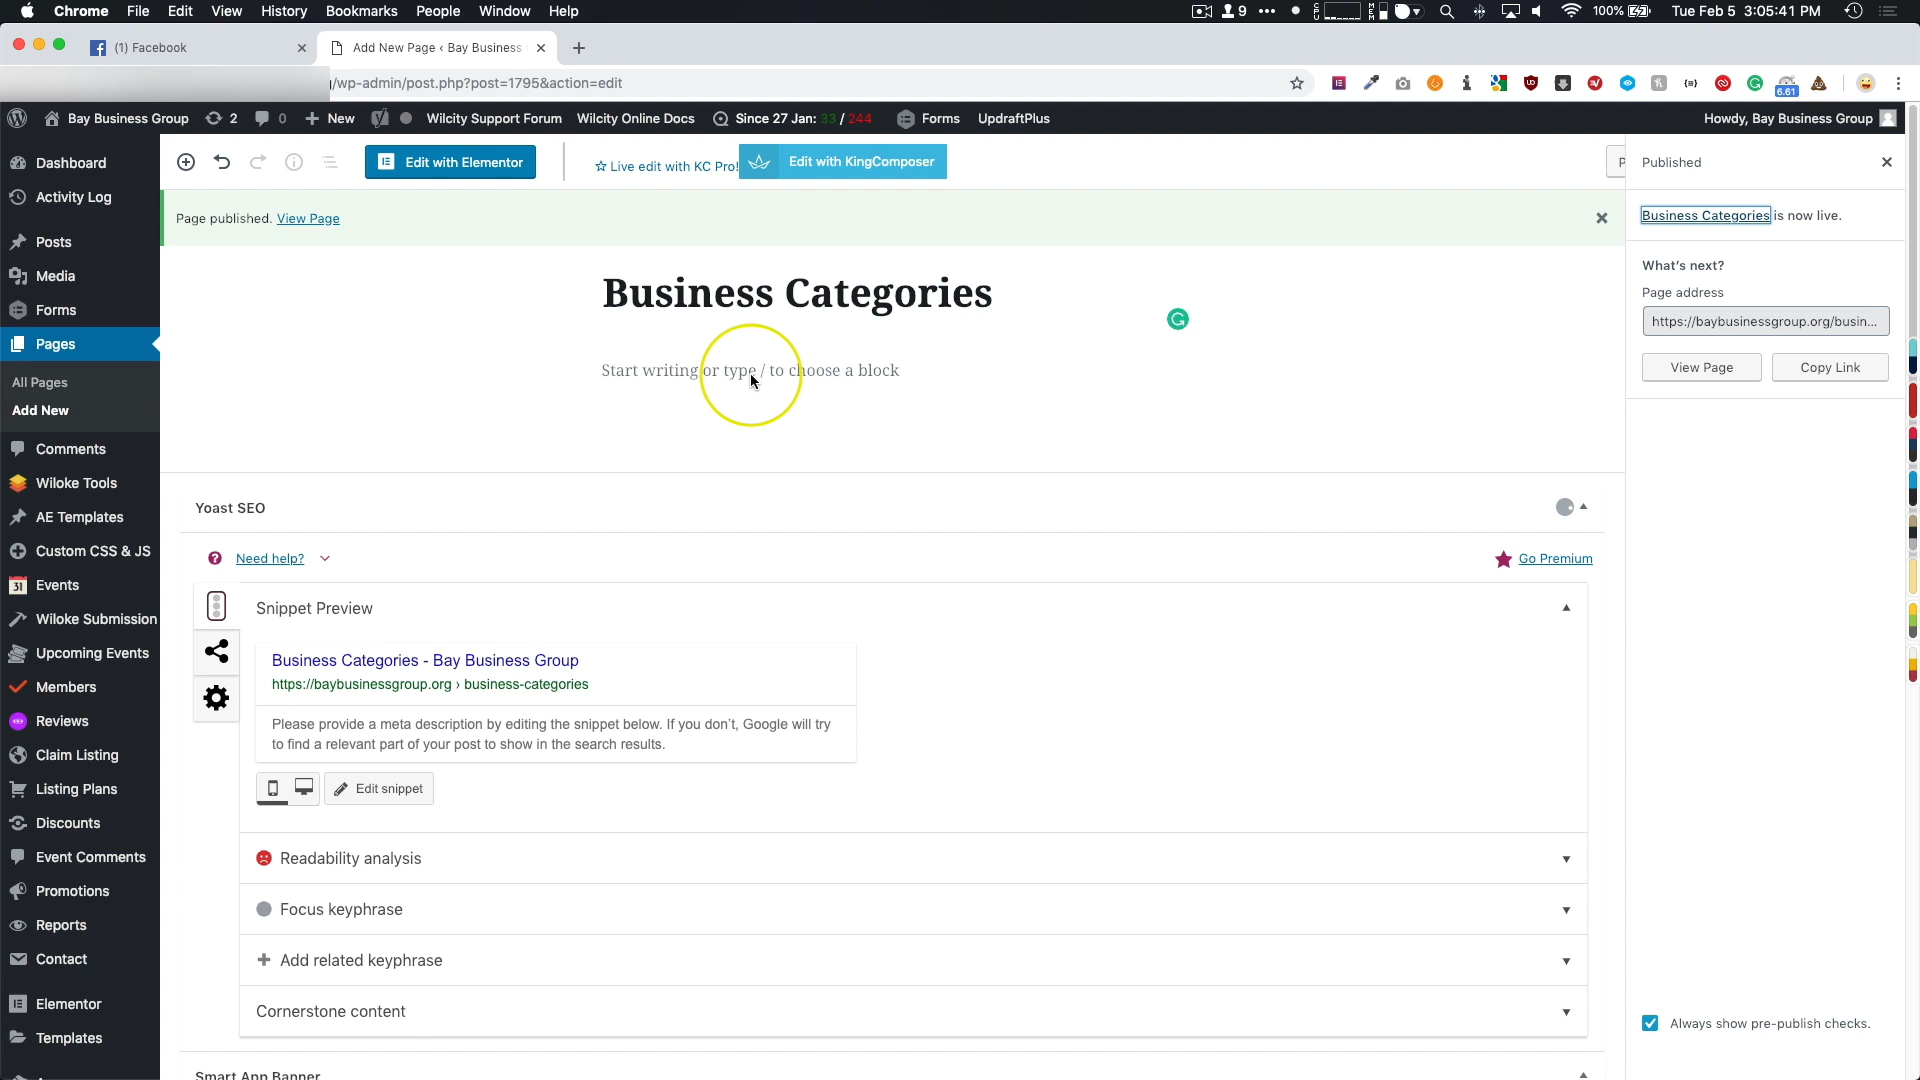 Chrome File Edit View History Bookmarks People Window Help 9 100% Tue Feb 5 3:05:41 PM
(1) Facebook Add New Page ‹ Bay Business
/wp-admin/post.php?post=1795&action=edit 6.61
Bay Business Group 2 0 New Wilcity Support Forum Wilcity Online Docs Since 27 Jan: 33 / 244 Forms UpdraftPlus Howdy, Bay Business Group
Dashboard
Activity Log
Posts
Media
Forms
Pages
All Pages
Add New
Comments
Wiloke Tools
AE Templates
Custom CSS & JS
Events
Wiloke Submission
Upcoming Events
Members
Reviews
Claim Listing
Listing Plans
Discounts
Event Comments
Promotions
Reports
Contact
Elementor
Templates
Edit with Elementor
Live edit with KC Pro!
Edit with KingComposer
Page published. View Page
Business Categories
Start writing or type / to choose a block
Yoast SEO
Need help?
Go Premium
Snippet Preview
Business Categories - Bay Business Group
https://baybusinessgroup.org › business-categories
Please provide a meta description by editing the snippet below. If you don't, Google will try
to find a relevant part of your post to show in the search results.
Edit snippet
Readability analysis
Focus keyphrase
Add related keyphrase
Cornerstone content
Smart App Banner
Published
Business Categories is now live.
What's next?
Page address
https://baybusinessgroup.org/busin...
View Page
Copy Link
Always show pre-publish checks.